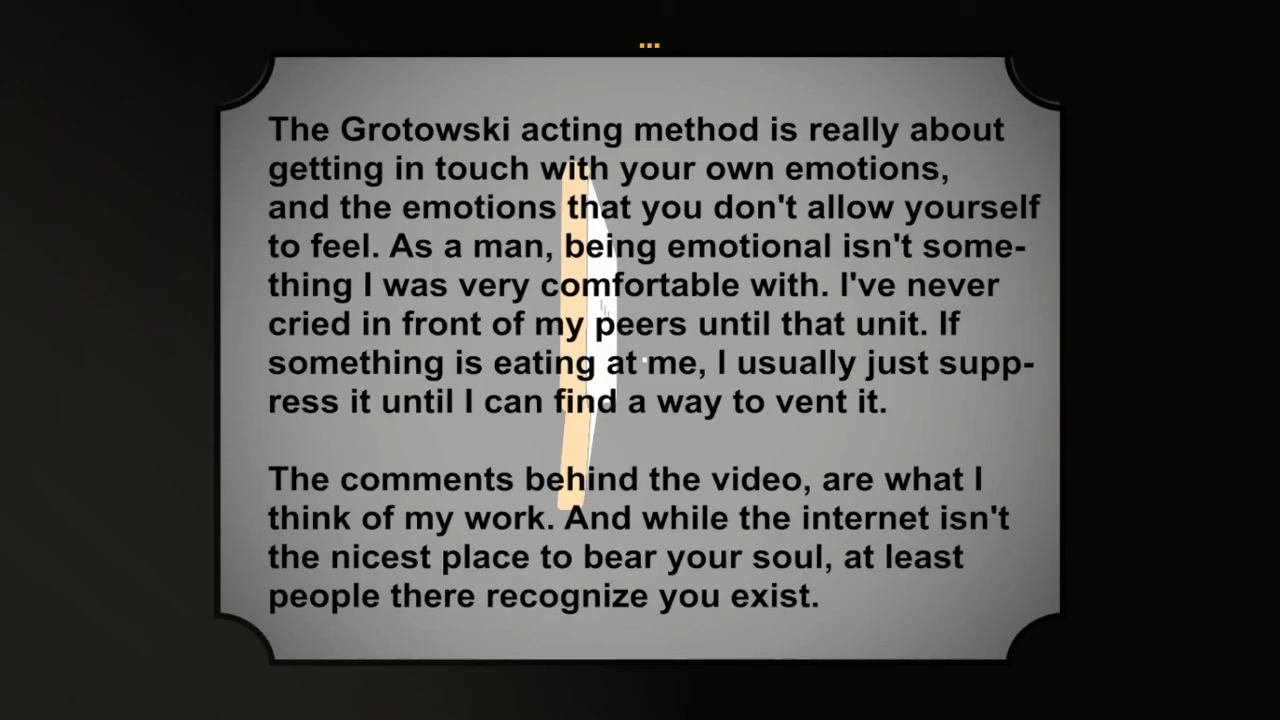 ...
The Grotowski acting method is really about
getting in touch with your own emotions,
and the emotions that you don't allow yourself
to feel. As a man, being emotional isn't some-
thing I was very comfortable with. I've never
cried in front of my peers until that unit. If
something is eating at me, I usually just supp-
ress it until I can find a way to vent it.
The comments behind the video, are what I
think of my work. And while the internet isn't
the nicest place to bear your soul, at least
people there recognize you exist.